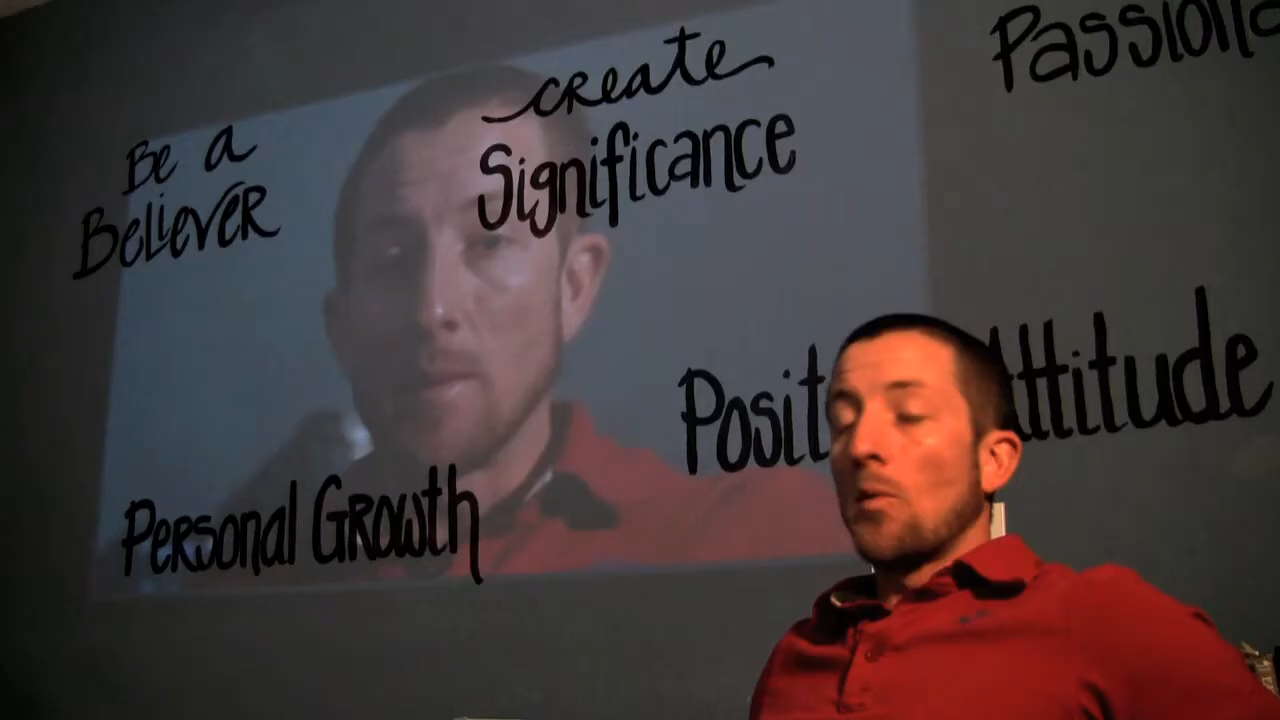 Be a
Believer
create
Significance
Personal Growth
Attitude